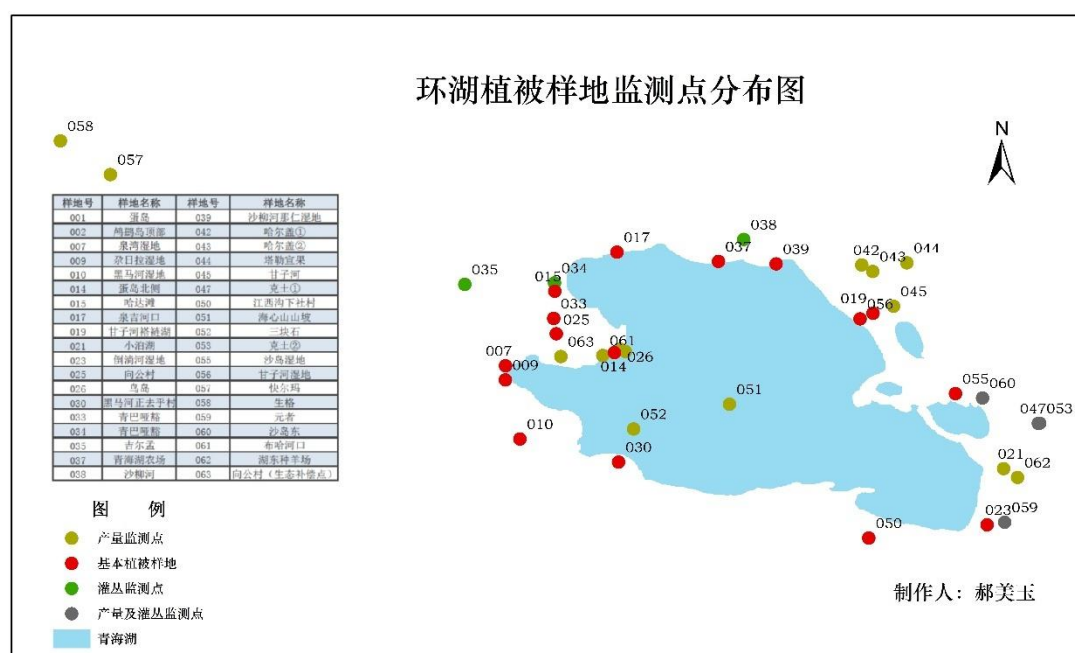 环湖植被样地监测点分布图
N
058
057
样地号 样地名称 样地号 样地名称
001 蛋岛 039 沙柳河那仁湿地
002 鸬鹚岛顶部 042 哈尔盖①
007 泉湾湿地 043 哈尔盖②
009 尕日拉湿地 044 塔勒宣果
010 黑马河湿地 045 甘子河
014 蛋岛北侧 047 克土①
015 哈达滩 050 江西沟下社村
017 泉吉河口 051 海心山山坡
019 甘子河搭裢湖 052 三块石
021 小泊湖 053 克土②
023 倒淌河湿地 055 沙岛湿地
025 向公村 056 甘子河湿地
026 鸟岛 057 快尔玛
030 黑马河正去乎村 058 生格
033 青巴哑豁 059 元者
034 青巴哑豁 060 沙岛东
035 吉尔孟 061 布哈河口
037 青海湖农场 062 湖东种羊场
038 沙柳河 063 向公村（生态补偿点）
038
017
037
039
042
043
044
035
034
015
033
025
019
056
045
063
061
014
026
007
009
051
055
060
010
052
047053
030
021
062
050
023
059
图 例
产量监测点
基本植被样地
灌丛监测点
产量及灌丛监测点
青海湖
制作人：郝美玉